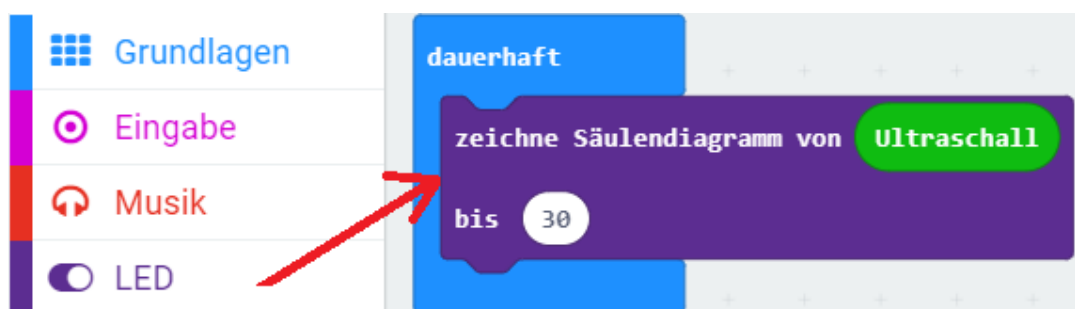 Grundlagen
Eingabe
Musik
LED
dauerhaft
zeichne Säulendiagramm von Ultraschall
bis 30